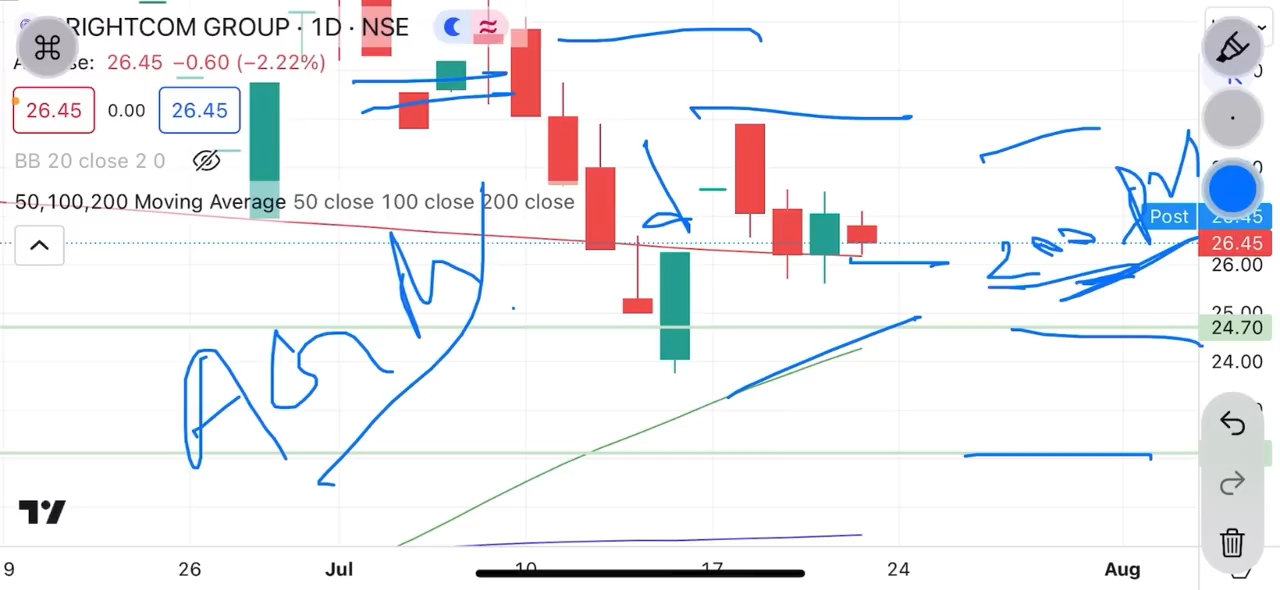 RIGHTCOM GROUP · 1D · NSE
26.45 −0.60 (−2.22%)
26.45 0.00 26.45
BB 20 close 2 0
50,100,200 Moving Average 50 close 100 close 200 close
Post
26.45
26.00
25.00
24.70
24.00
ASM
200
9 26 Jul 10 17 24 Aug